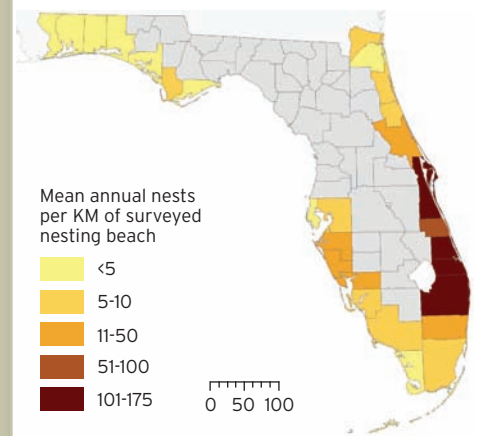 Mean annual nests
per KM of surveyed
nesting beach
<5
5-10
11-50
51-100
101-175
0 50 100